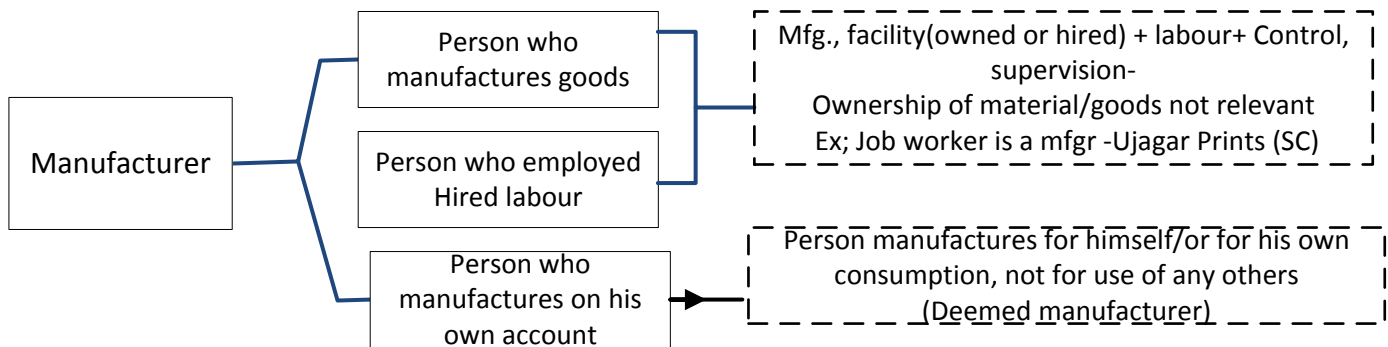 Manufacturer
Person who
manufactures goods
Person who employed
Hired labour
Person who
manufactures on his
own account
Mfg., facility(owned or hired) + labour+ Control,
supervision-
Ownership of material/goods not relevant
Ex; Job worker is a mfgr -Ujagar Prints (SC)
Person manufactures for himself/or for his own
consumption, not for use of any others
(Deemed manufacturer)